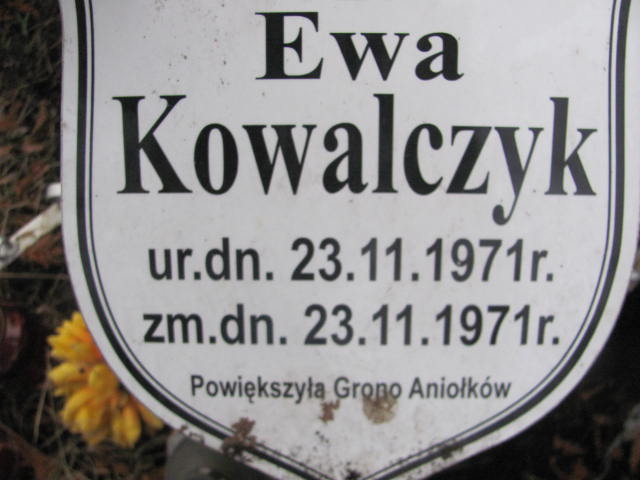 Ewa
Kowalczyk
ur.dn. 23.11.1971r.
zm.dn. 23.11.1971r.
Powiększyła Grono Aniołków